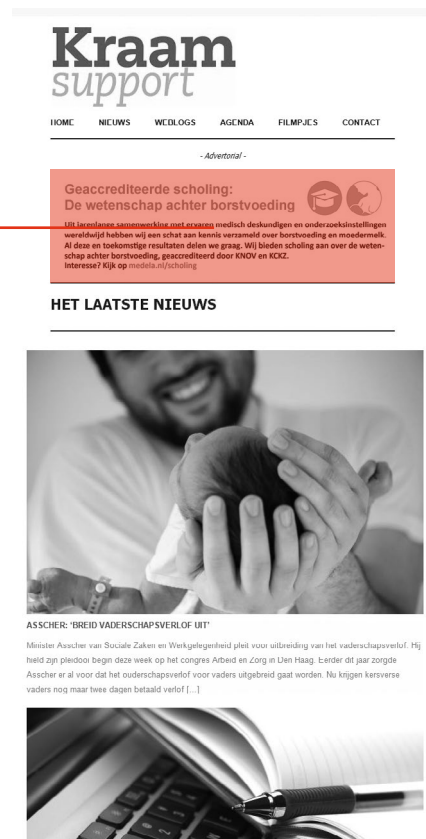 Kraam
support
HOME NIEUWS WEBLOGS AGENDA FILMPJES CONTACT
- Advertorial -
Geaccrediteerde scholing:
De wetenschap achter borstvoeding
Uit jarenlange samenwerking met ervaren medisch deskundigen en onderzoeksinstellingen
wereldwijd hebben wij een schat aan kennis verzameld over borstvoeding en moedermelk.
Al deze en toekomstige resultaten delen we graag. Wij bieden scholing aan over de weten-
schap achter borstvoeding, geaccrediteerd door KNOV en KCKZ.
Interesse? Kijk op medela.nl/scholing
HET LAATSTE NIEUWS
ASSCHER: 'BREID VADERSCHAPSVERLOF UIT'
Minister Asscher van Sociale Zaken en Werkgelegenheid pleit voor uitbreiding van het vaderschapsverlof. Hij
hield zijn pleidooi begin deze week op het congres Arbeid en Zorg in Den Haag. Eerder dit jaar zorgde
Asscher er al voor dat het ouderschapsverlof voor vaders uitgebreid gaat worden. Nu krijgen kersverse
vaders nog maar twee dagen betaald verlof [...]